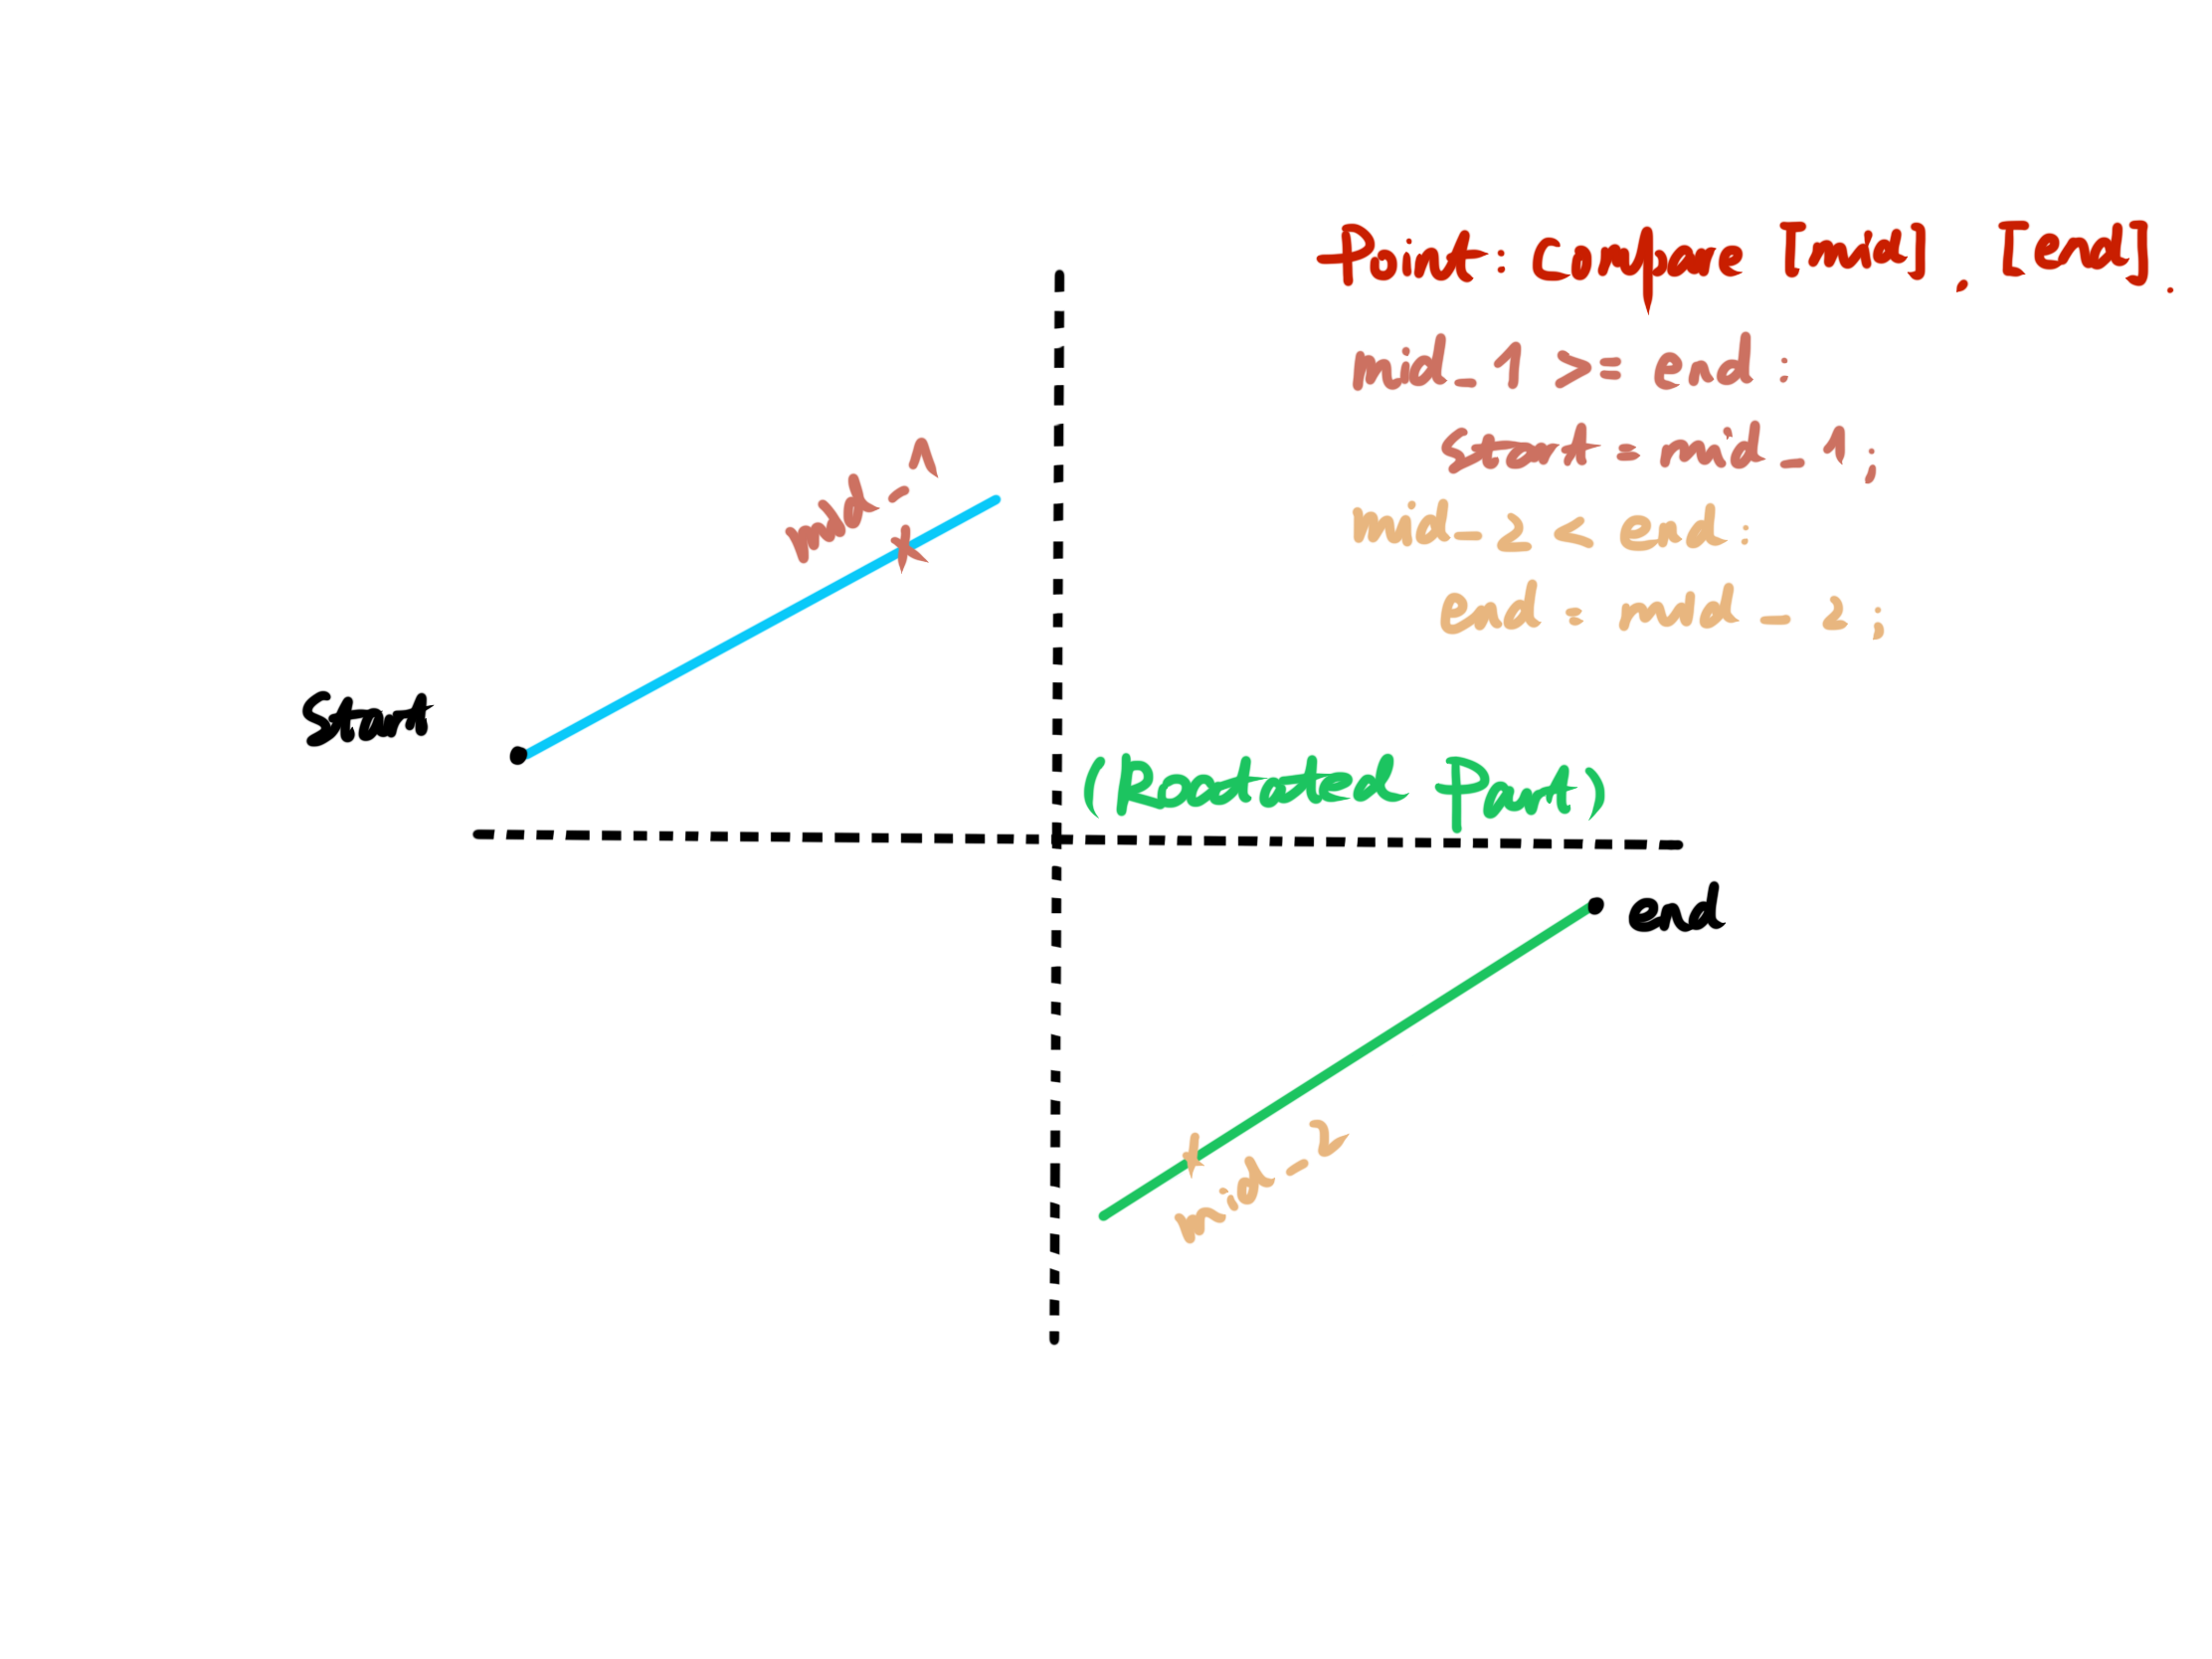 Point: compare [mid], [end].
mid_1 >= end:
start = mid_1;
mid_2 < end:
end = mid_2;
mid_1
start
(Roatated Part)
end
mid_2